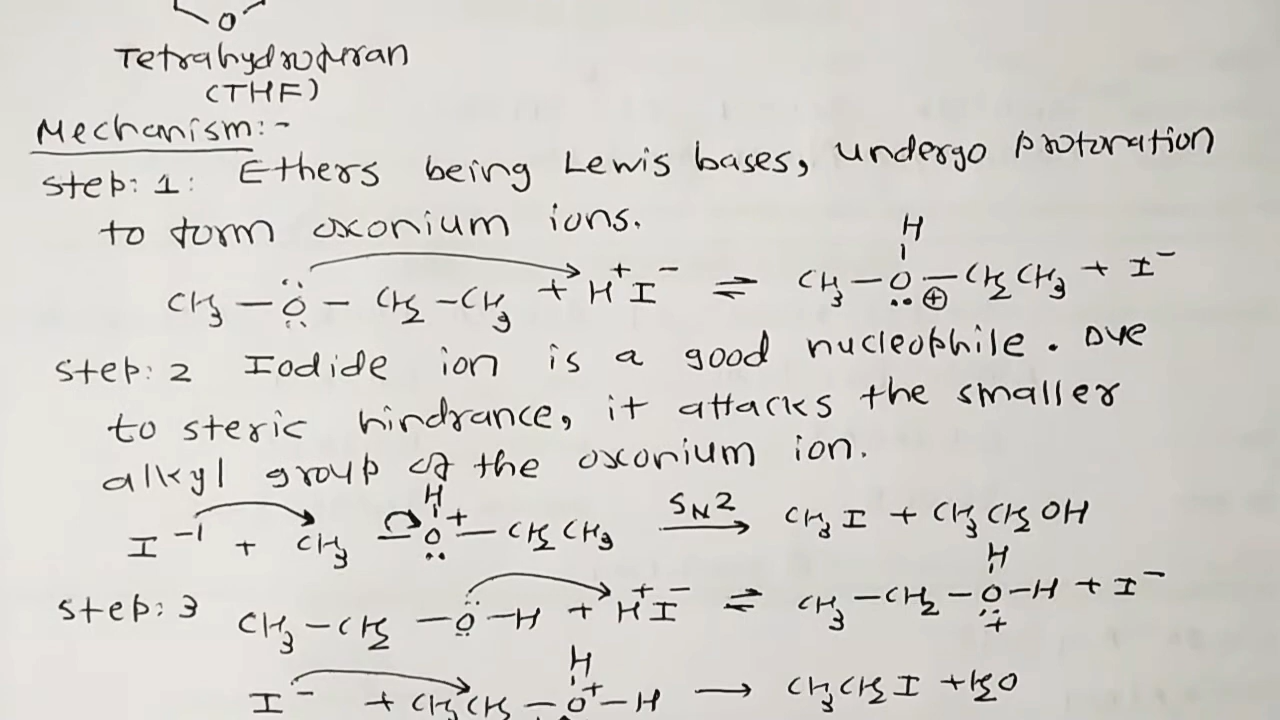 O
Tetrahydrofuran
(THF)
Mechanism:-
Step: 1: Ethers being Lewis bases, undergo protonation
to form oxonium ions.
CH₃ – Ö – CH₂ – CH₃ + H⁺ I⁻ ⇌ CH₃ – O(H)⊕ – CH₂CH₃ + I⁻
Step: 2 Iodide ion is a good nucleophile. Due
to steric hindrance, it attacks the smaller
alkyl group of the oxonium ion.
I⁻¹ + CH₃ – O(H)⁺ – CH₂CH₃ →(SN2) CH₃I + CH₃CH₂OH
Step: 3 CH₃ – CH₂ – Ö – H + H⁺ I⁻ ⇌ CH₃ – CH₂ – O(H)⁺ – H + I⁻
I⁻ + CH₃CH₂ – O(H)⁺ – H → CH₃CH₂I + H₂O